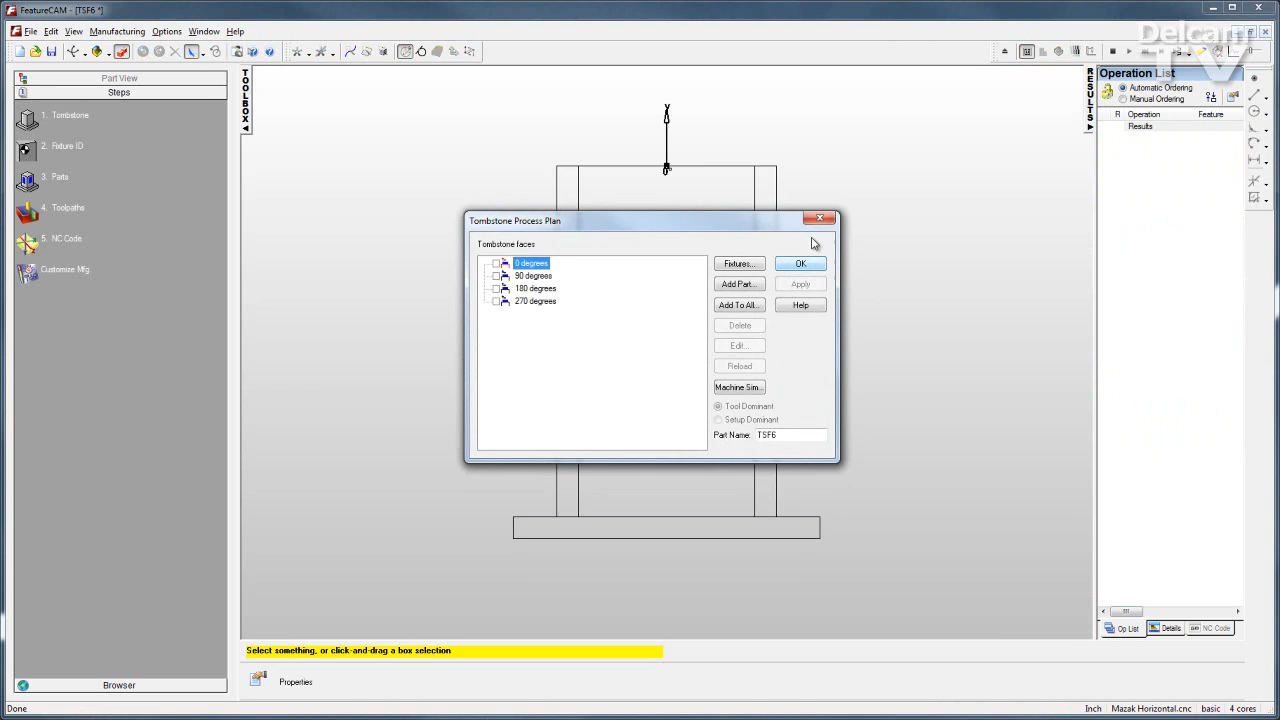 FeatureCAM - [TSF6 *]
File Edit View Manufacturing Options Window Help
Delcam
TV
Part View
Steps
1. Tombstone
2. Fixture ID
3. Parts
4. Toolpaths
5. NC Code
Customize Mfg
Browser
TOOLBOX
Y
Tombstone Process Plan
Tombstone faces
0 degrees
90 degrees
180 degrees
270 degrees
Fixtures...
OK
Add Part...
Apply
Add To All...
Help
Delete
Edit...
Reload
Machine Sim...
Tool Dominant
Setup Dominant
Part Name: TSF6
RESULTS
Operation List
Automatic Ordering
Manual Ordering
R Operation Feature
Results
Op List Details NC Code
Select something, or click-and-drag a box selection
Properties
Done
Inch Mazak Horizontal.cnc basic 4 cores